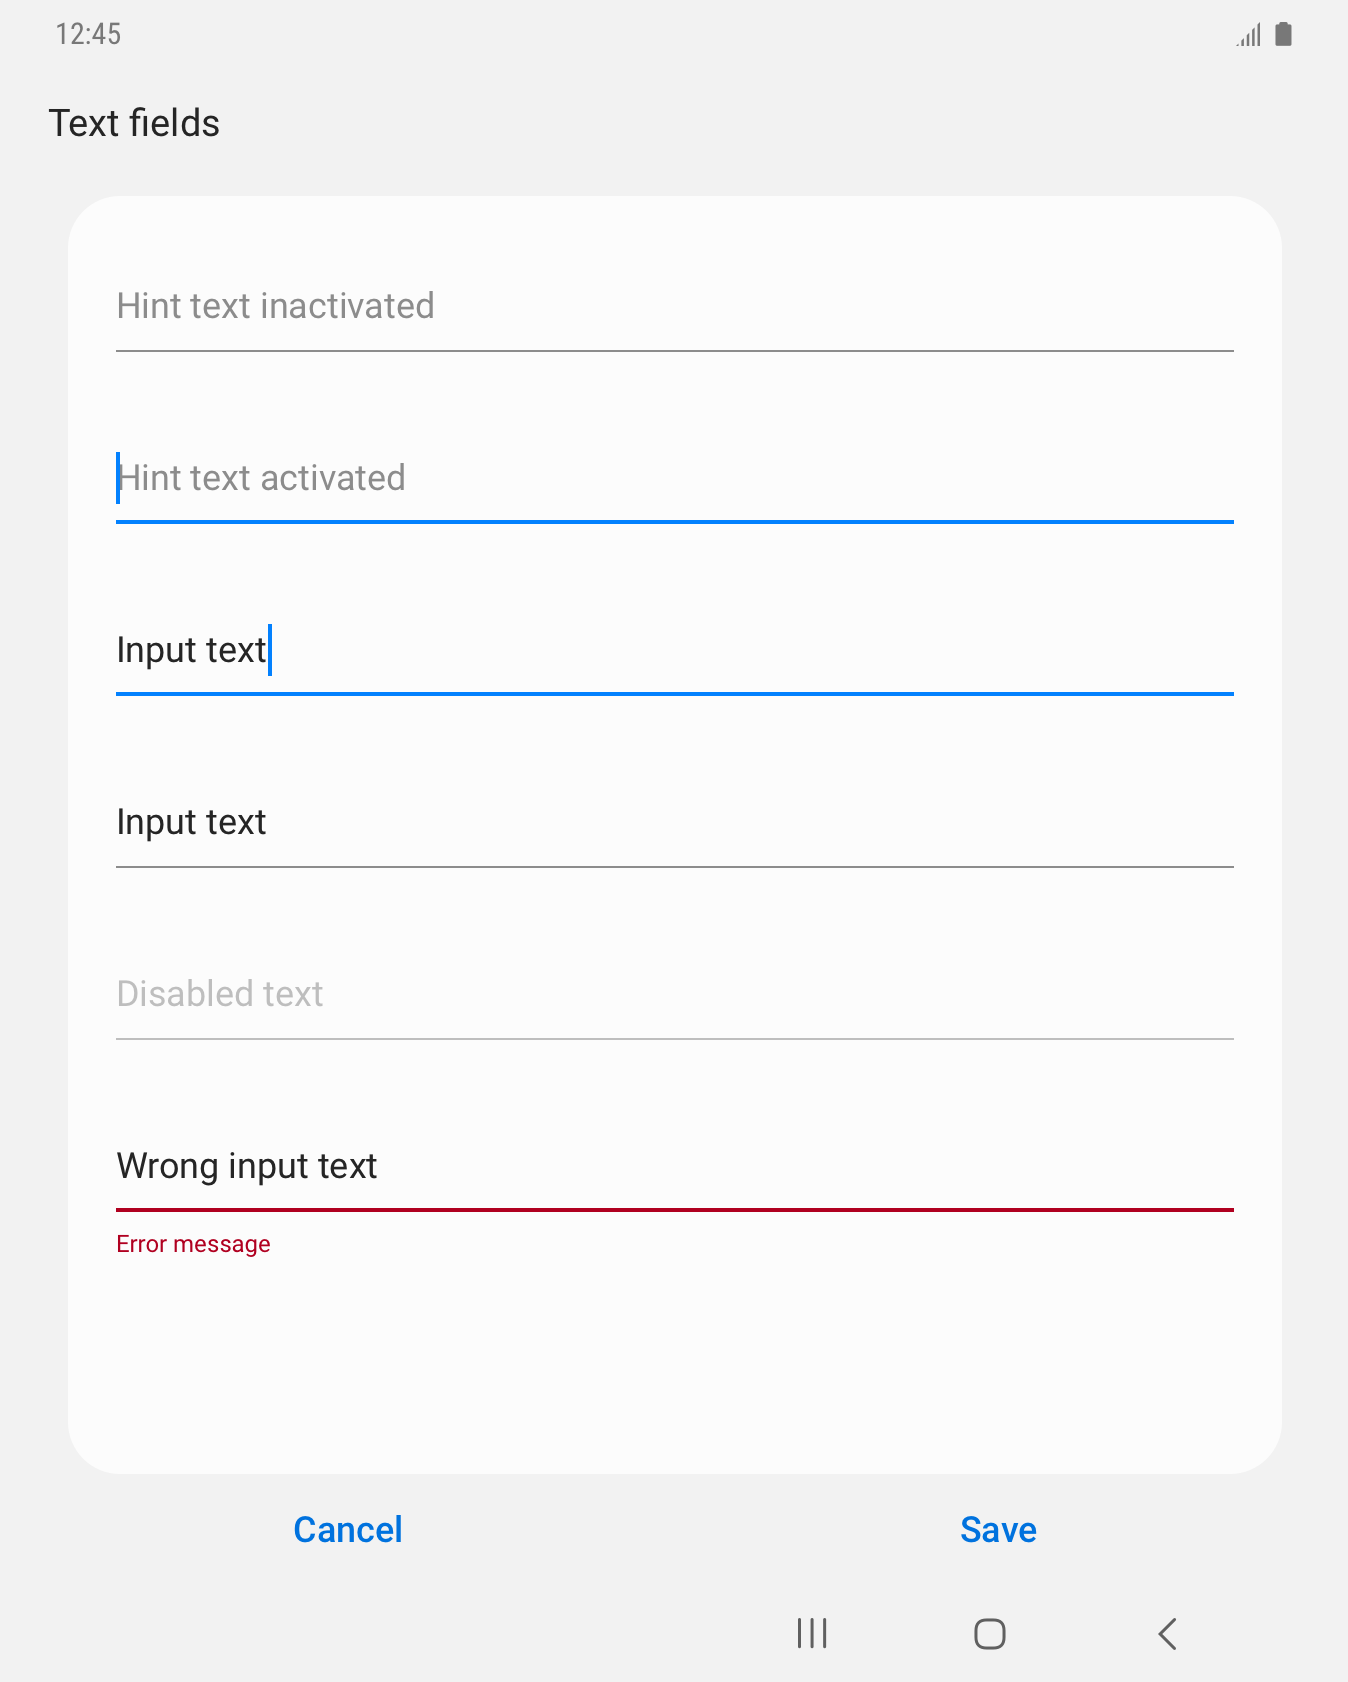 12:45
Text fields
Hint text inactivated
Hint text activated
Input text
Input text
Disabled text
Wrong input text
Error message
Cancel
Save